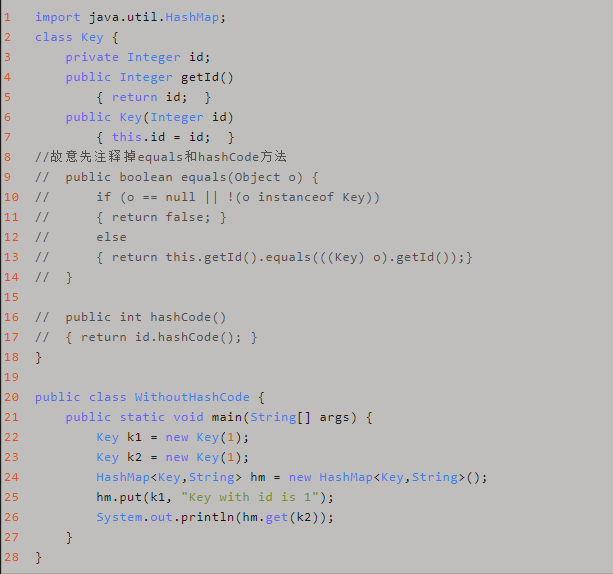 1 import java.util.HashMap;
2 class Key {
3     private Integer id;
4     public Integer getId()
5         { return id;  }
6     public Key(Integer id)
7         { this.id = id;  }
8 //故意先注释掉equals和hashCode方法
9 //  public boolean equals(Object o) {
10 //      if (o == null || !(o instanceof Key))
11 //      { return false; }
12 //      else
13 //      { return this.getId().equals(((Key) o).getId());}
14 //  }
15
16 //  public int hashCode()
17 //  { return id.hashCode(); }
18 }
19
20 public class WithoutHashCode {
21     public static void main(String[] args) {
22         Key k1 = new Key(1);
23         Key k2 = new Key(1);
24         HashMap<Key,String> hm = new HashMap<Key,String>();
25         hm.put(k1, "Key with id is 1");
26         System.out.println(hm.get(k2));
27     }
28 }